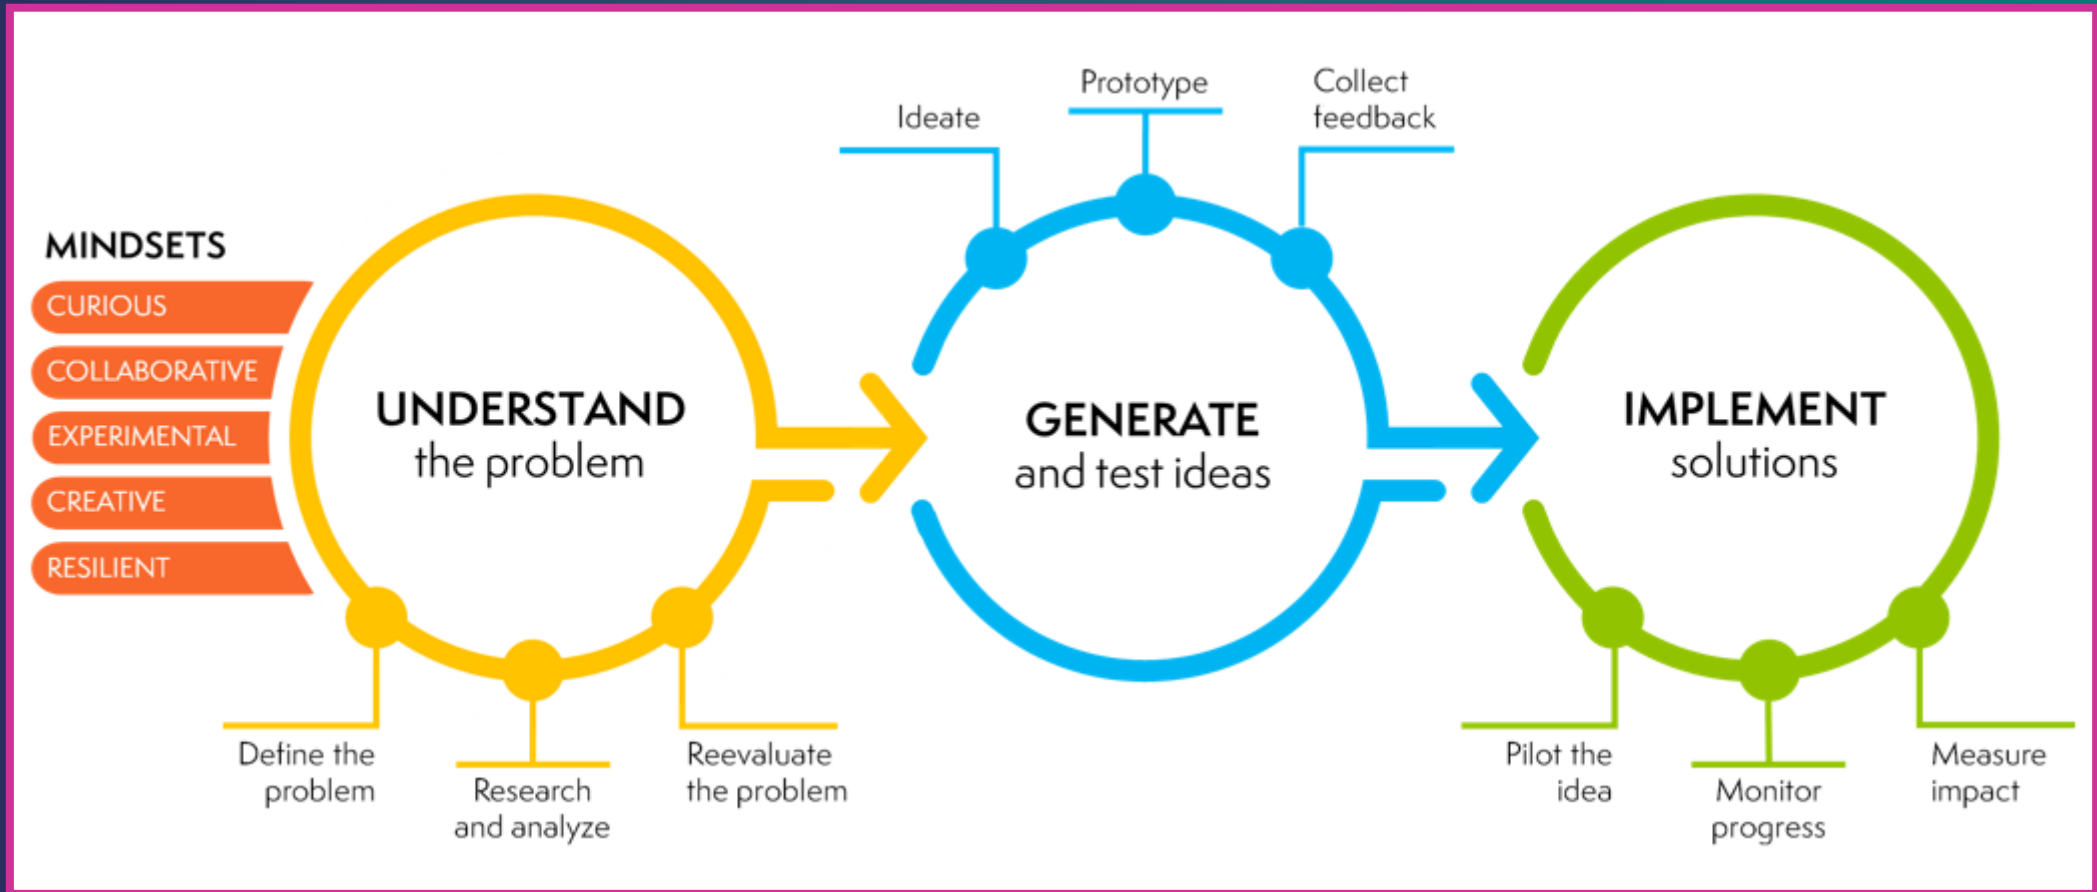 MINDSETS
CURIOUS
COLLABORATIVE
EXPERIMENTAL
CREATIVE
RESILIENT
UNDERSTAND
the problem
Define the
problem
Research
and analyze
Reevaluate
the problem
Ideate
Prototype
Collect
feedback
GENERATE
and test ideas
IMPLEMENT
solutions
Pilot the
idea
Monitor
progress
Measure
impact